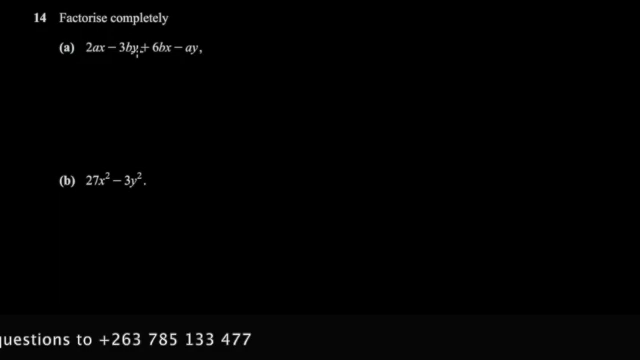 14 Factorise completely
(a) 2ax − 3by + 6bx − ay,
(b) 27x² − 3y².
questions to +263 785 133 477